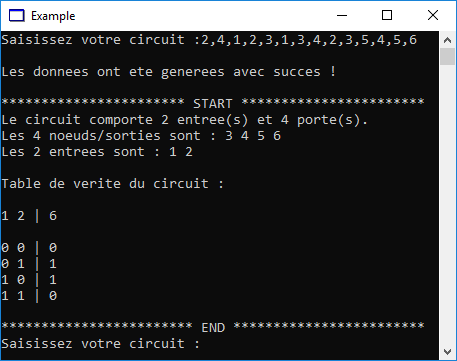 Example
Saisissez votre circuit :2,4,1,2,3,1,3,4,2,3,5,4,5,6
Les donnees ont ete generees avec succes !
*********************** START ***********************
Le circuit comporte 2 entree(s) et 4 porte(s).
Les 4 noeuds/sorties sont : 3 4 5 6
Les 2 entrees sont : 1 2
Table de verite du circuit :
1 2 | 6
0 0 | 0
0 1 | 1
1 0 | 1
1 1 | 0
************************ END ************************
Saisissez votre circuit :